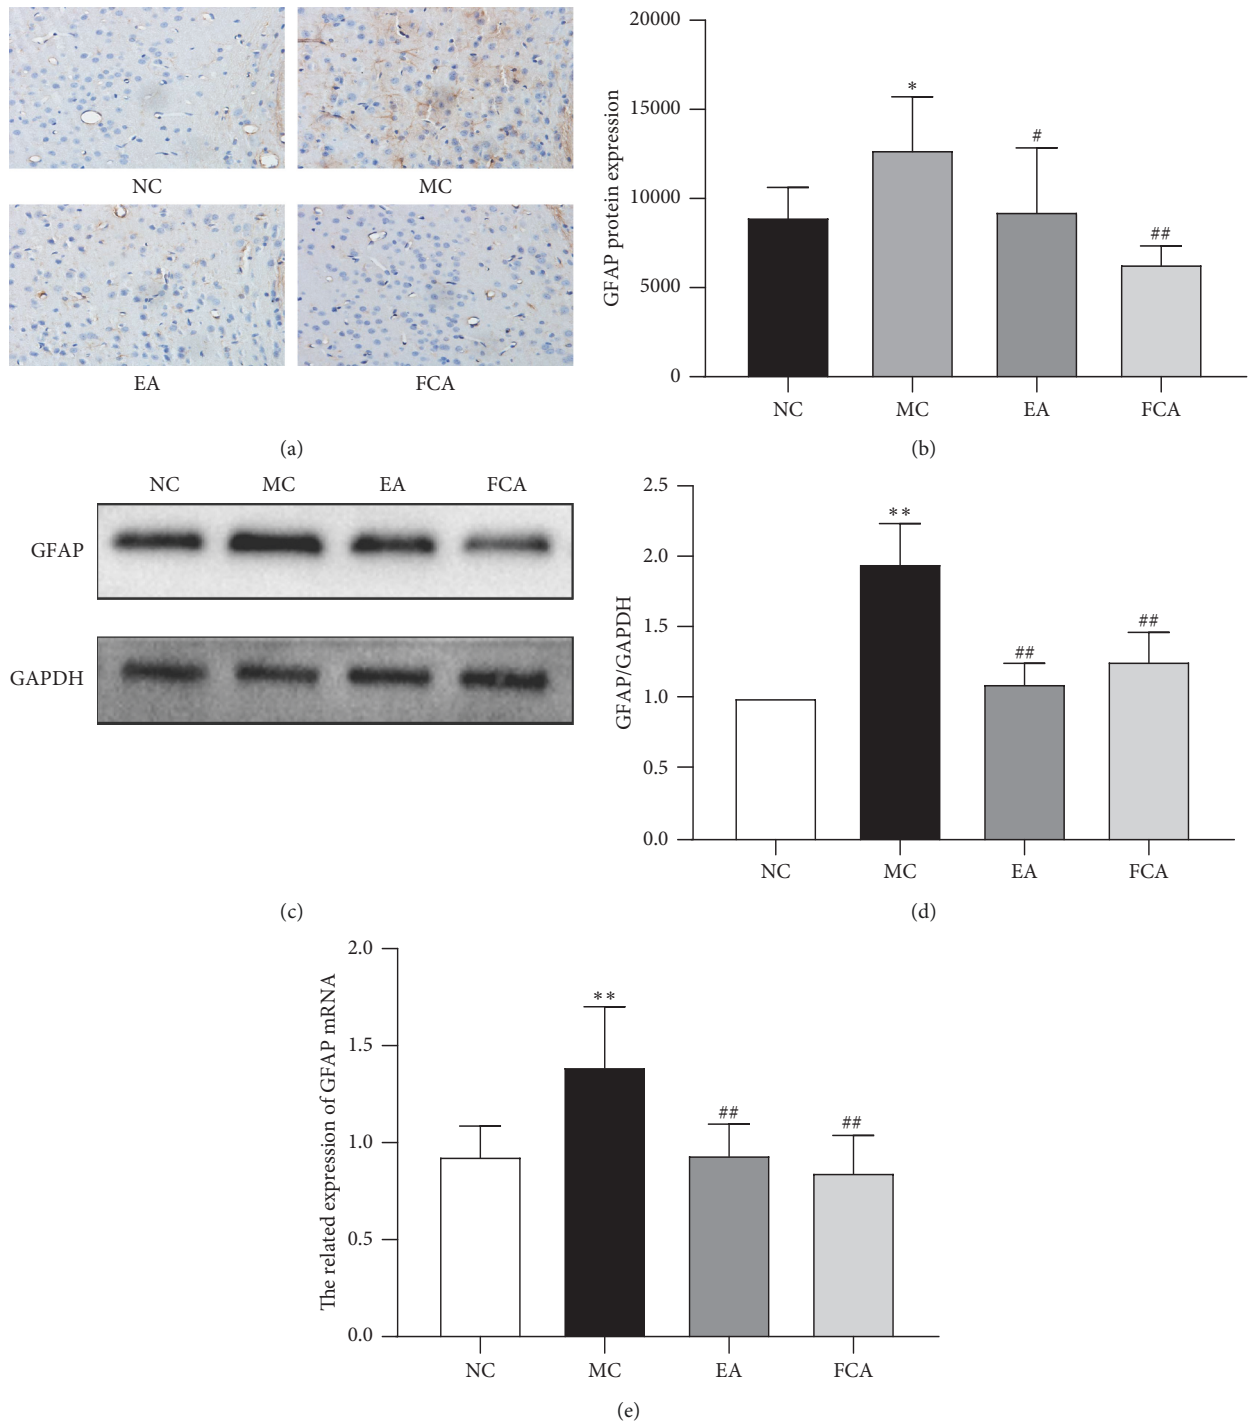 NC
MC
EA
FCA
(a)
GFAP protein expression
20000
15000
10000
5000
0
*
#
##
NC
MC
EA
FCA
(b)
NC
MC
EA
FCA
GFAP
GAPDH
(c)
GFAP/GAPDH
2.5
2.0
1.5
1.0
0.5
0.0
**
##
##
NC
MC
EA
FCA
(d)
The related expression of GFAP mRNA
2.0
1.5
1.0
0.5
0.0
**
##
##
NC
MC
EA
FCA
(e)